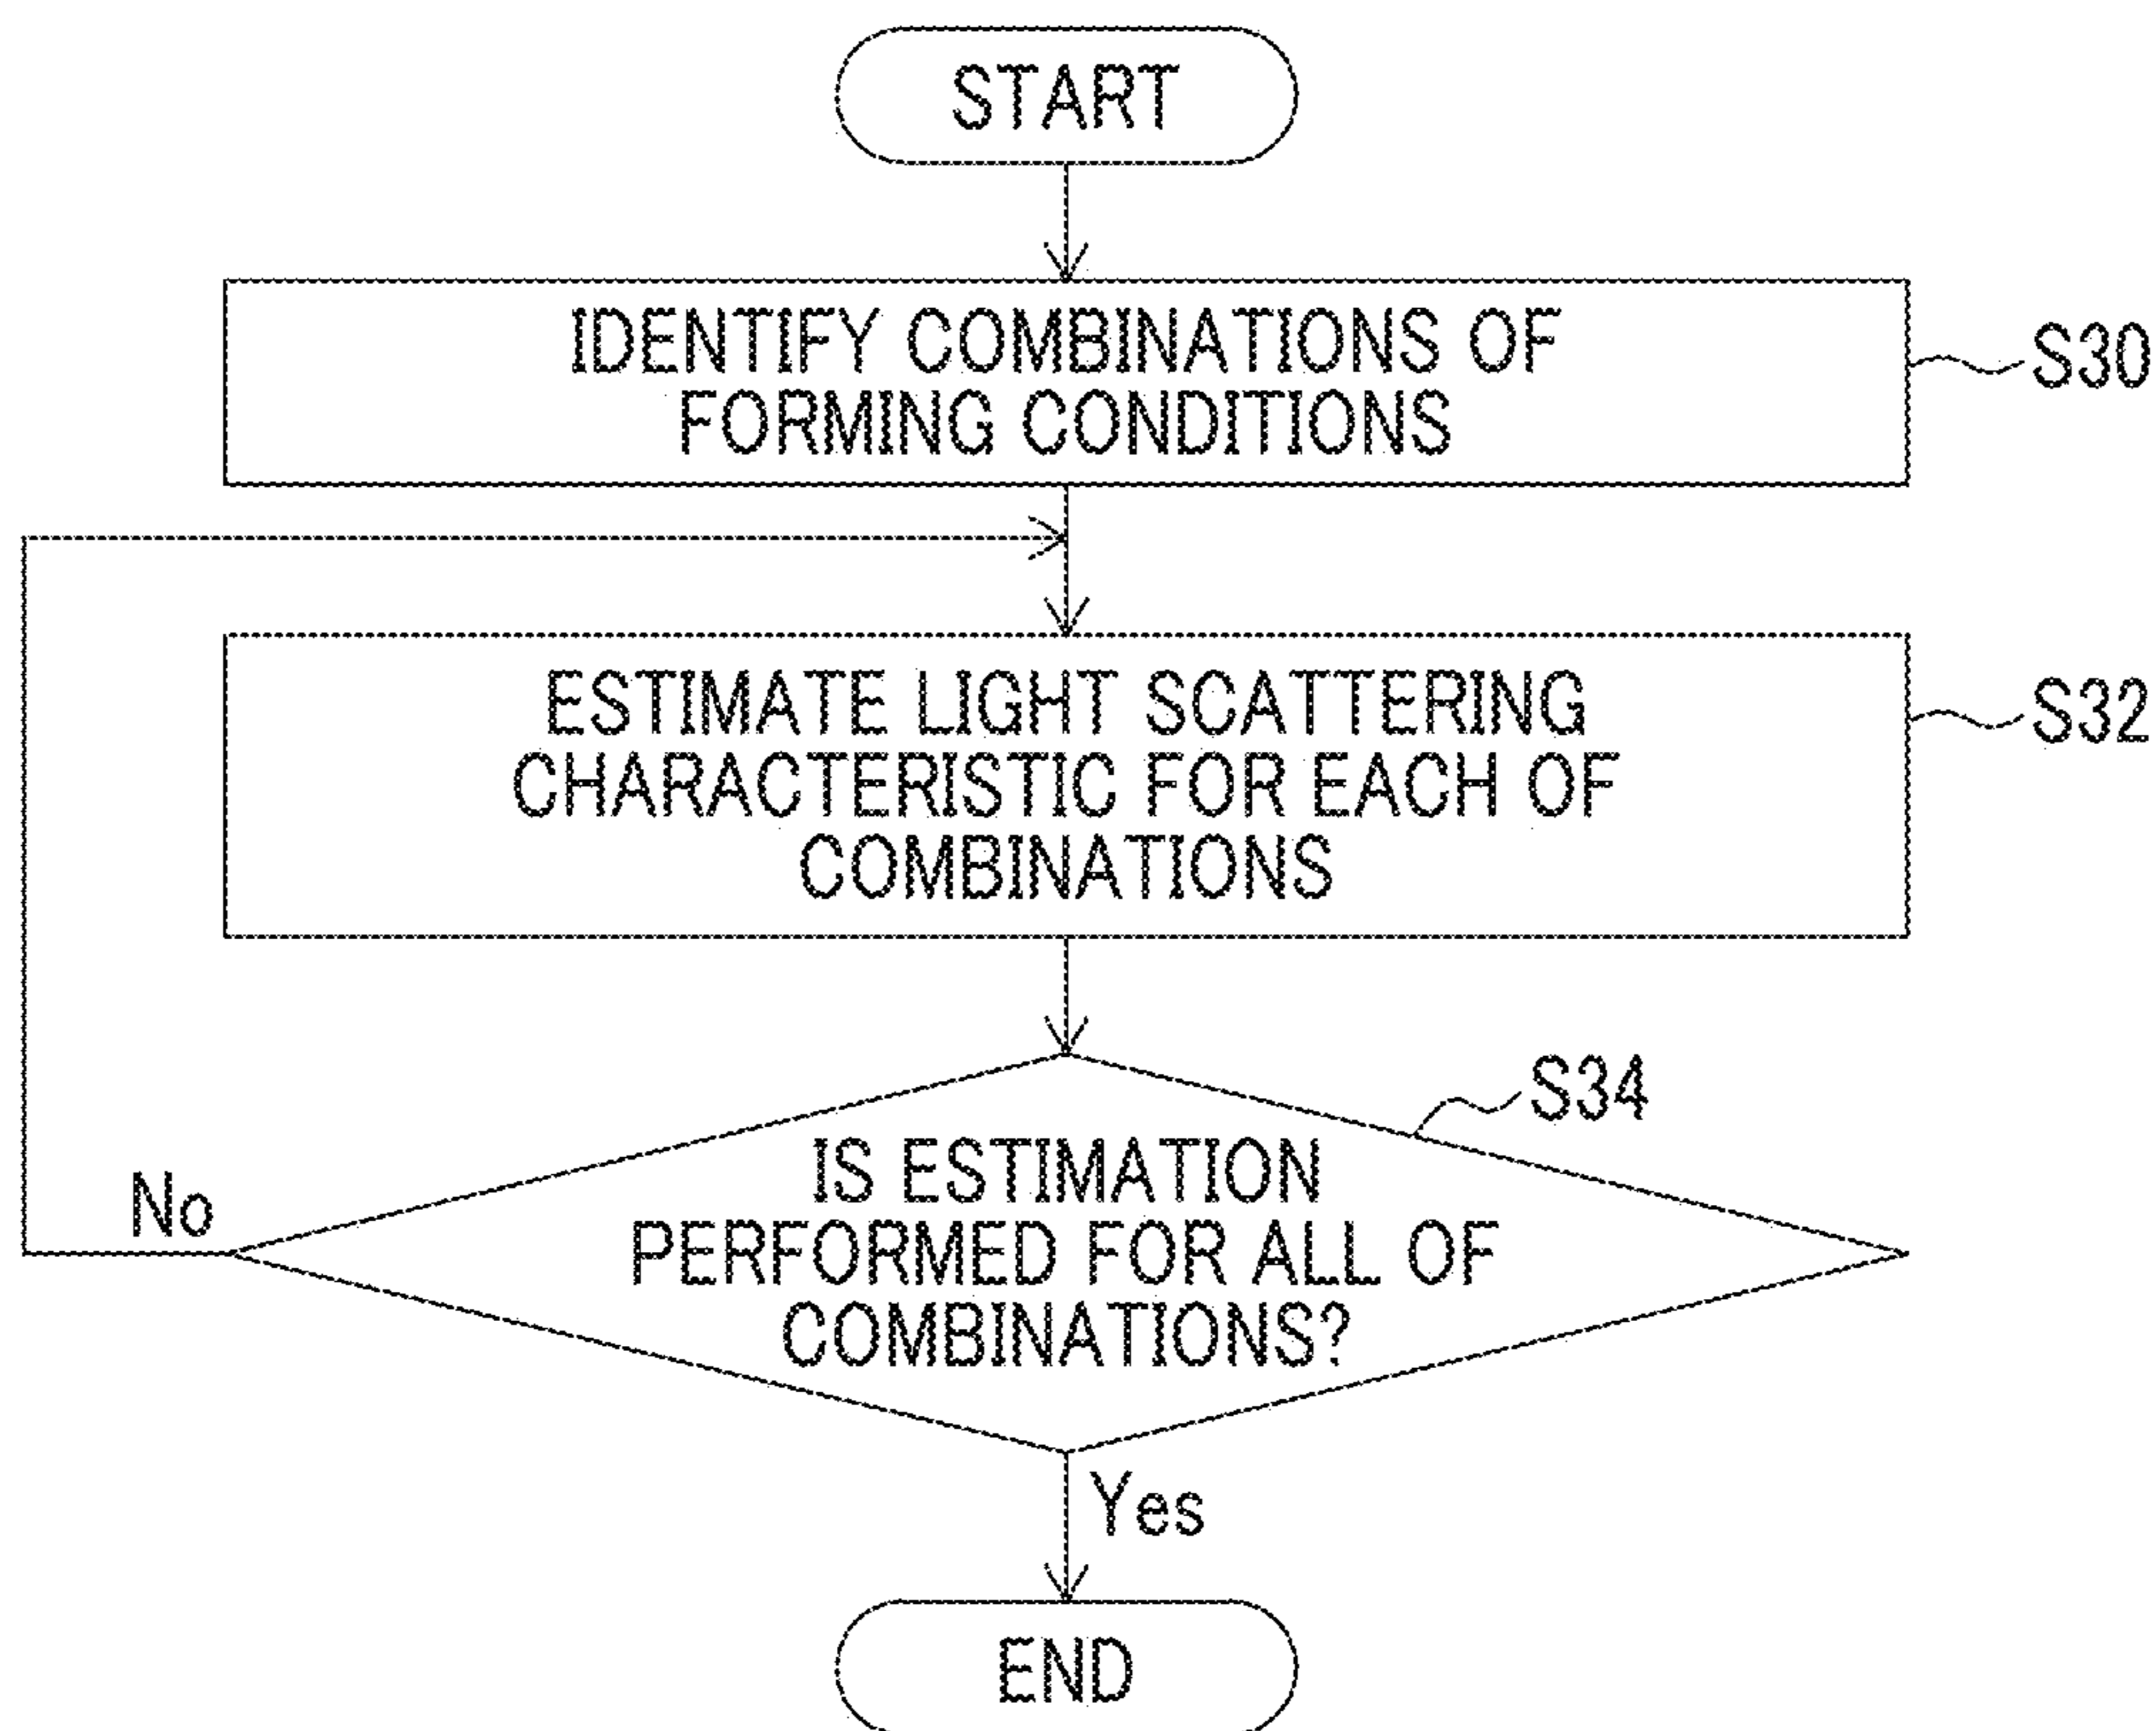 START
IDENTIFY COMBINATIONS OF
FORMING CONDITIONS
S30
ESTIMATE LIGHT SCATTERING
CHARACTERISTIC FOR EACH OF
COMBINATIONS
S32
S34
IS ESTIMATION
PERFORMED FOR ALL OF
COMBINATIONS?
No
Yes
END